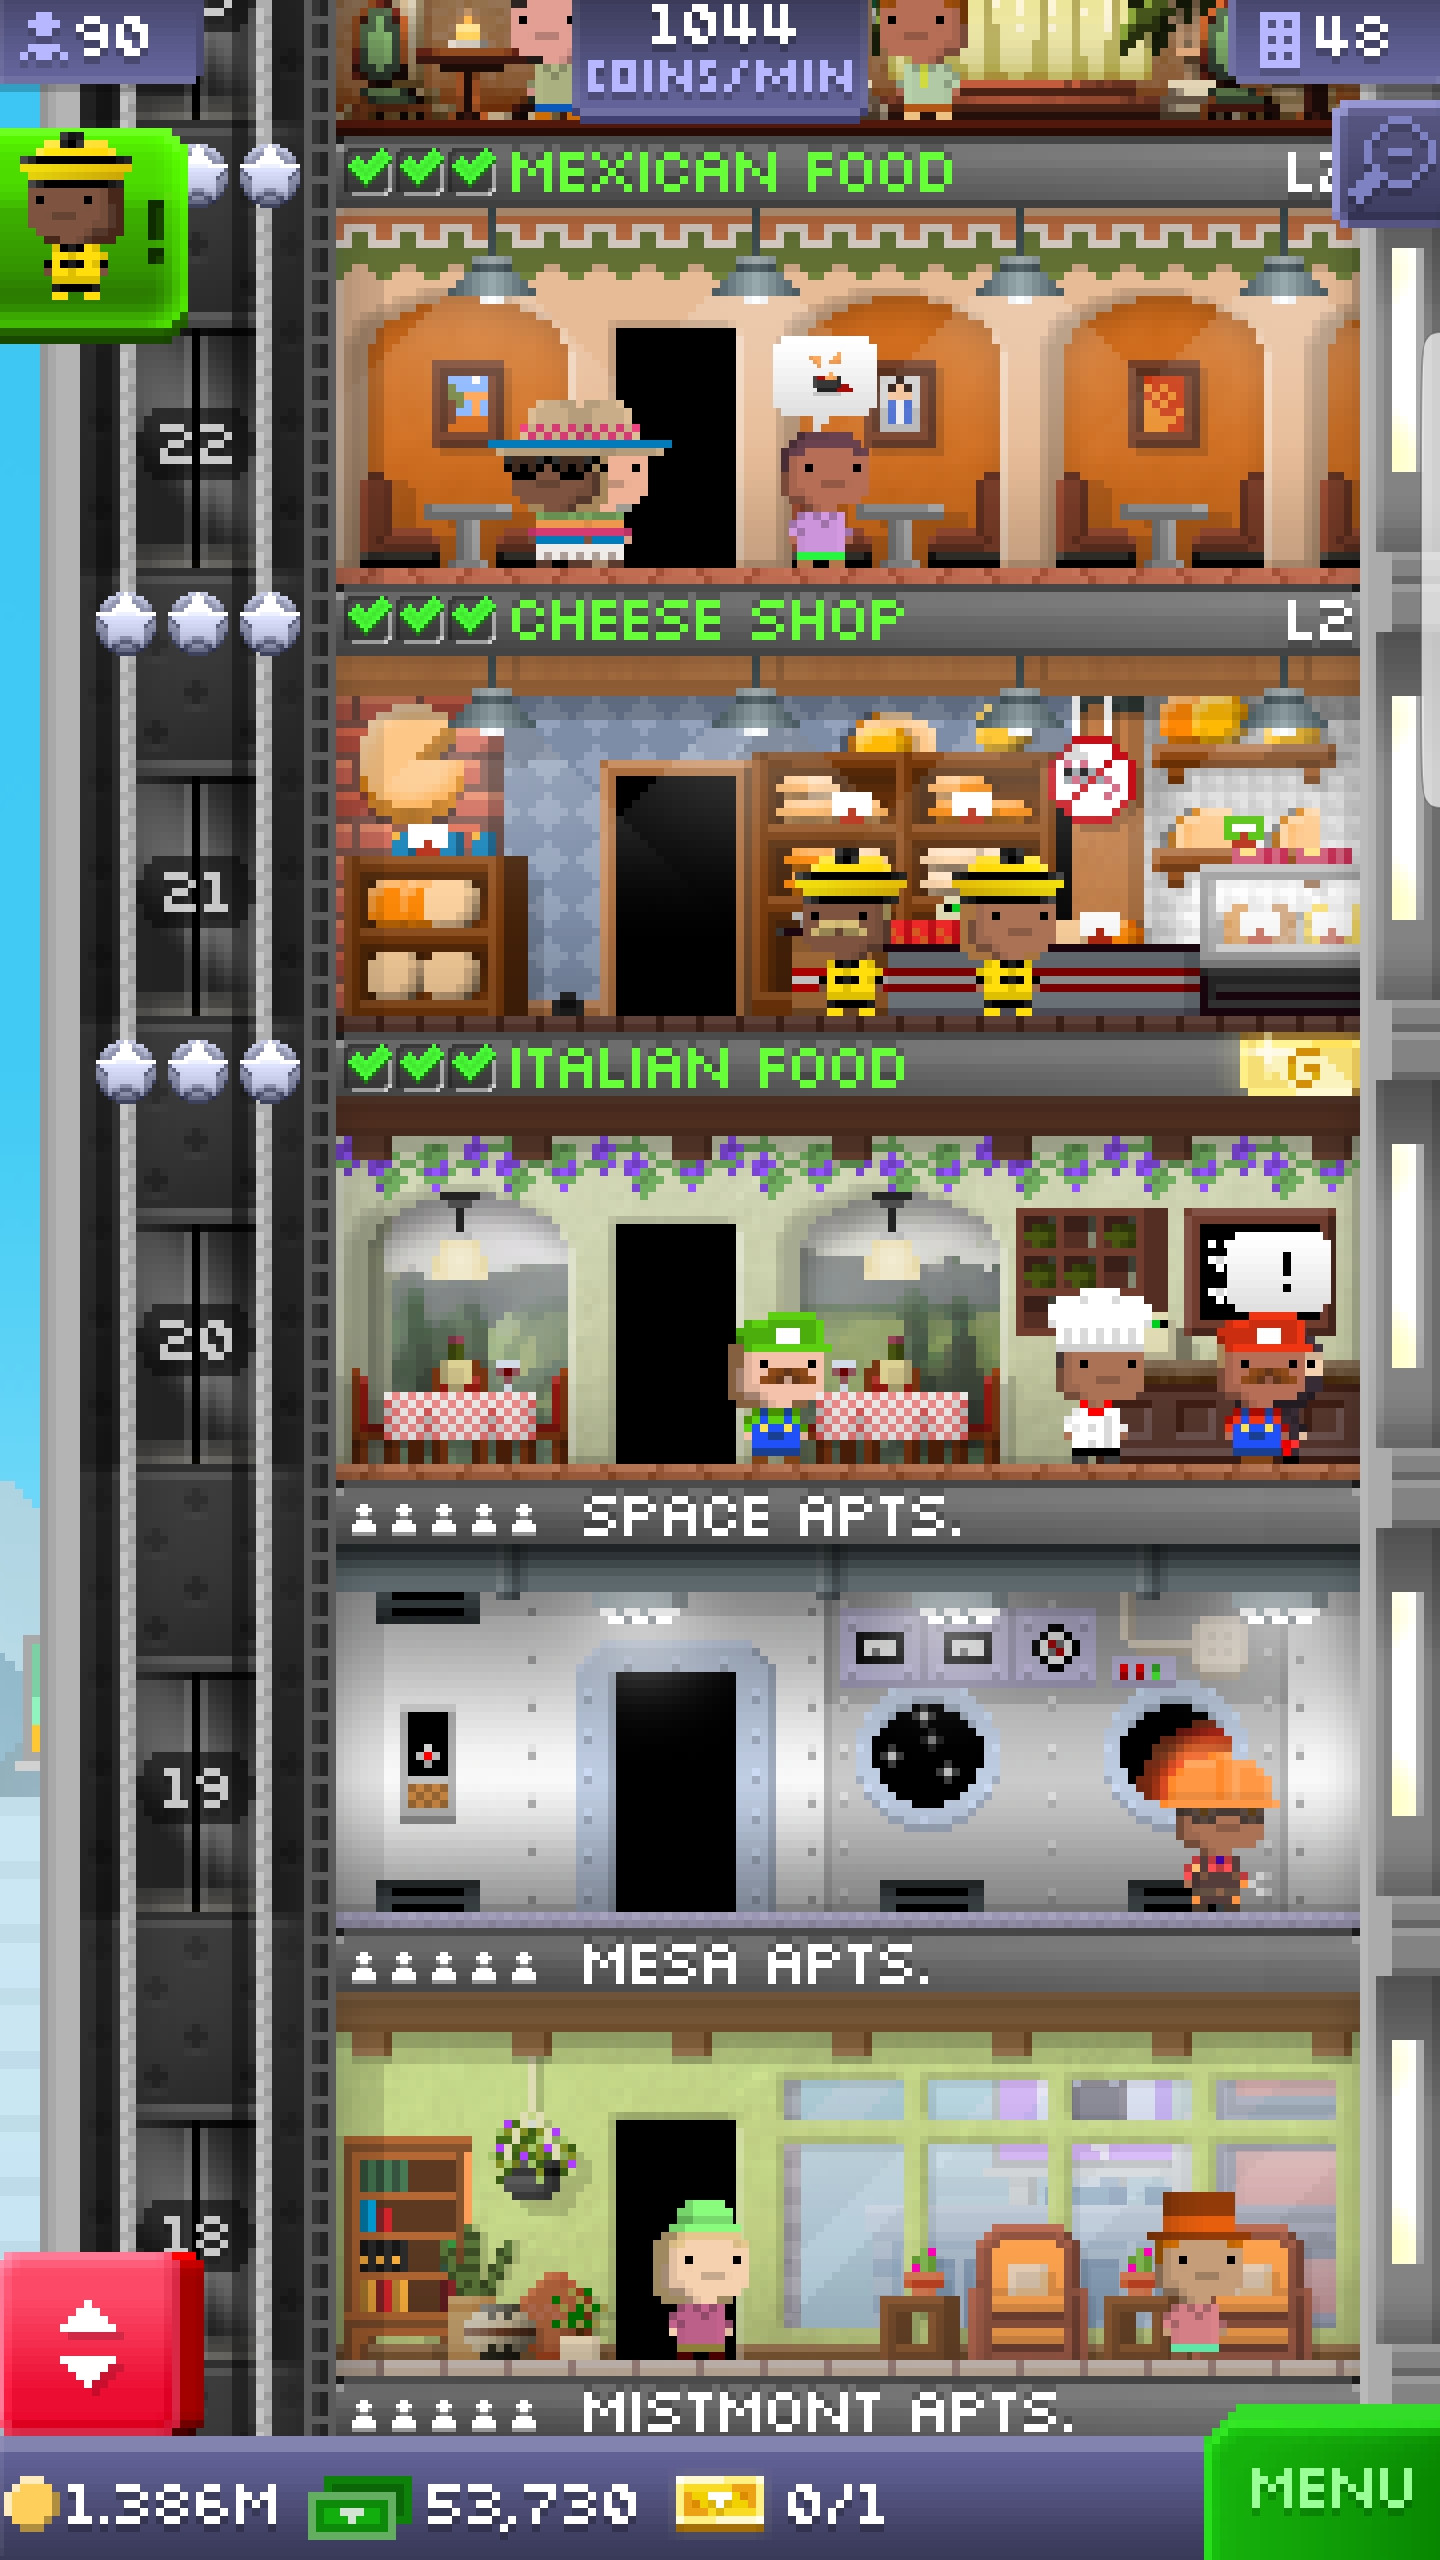 90
1044
COINS/MIN
48
MEXICAN FOOD
!
22
CHEESE SHOP L2
21
ITALIAN FOOD G
!
20
SPACE APTS.
19
MESA APTS.
18
MISTMONT APTS.
1.386M 53,730 0/1
MENU